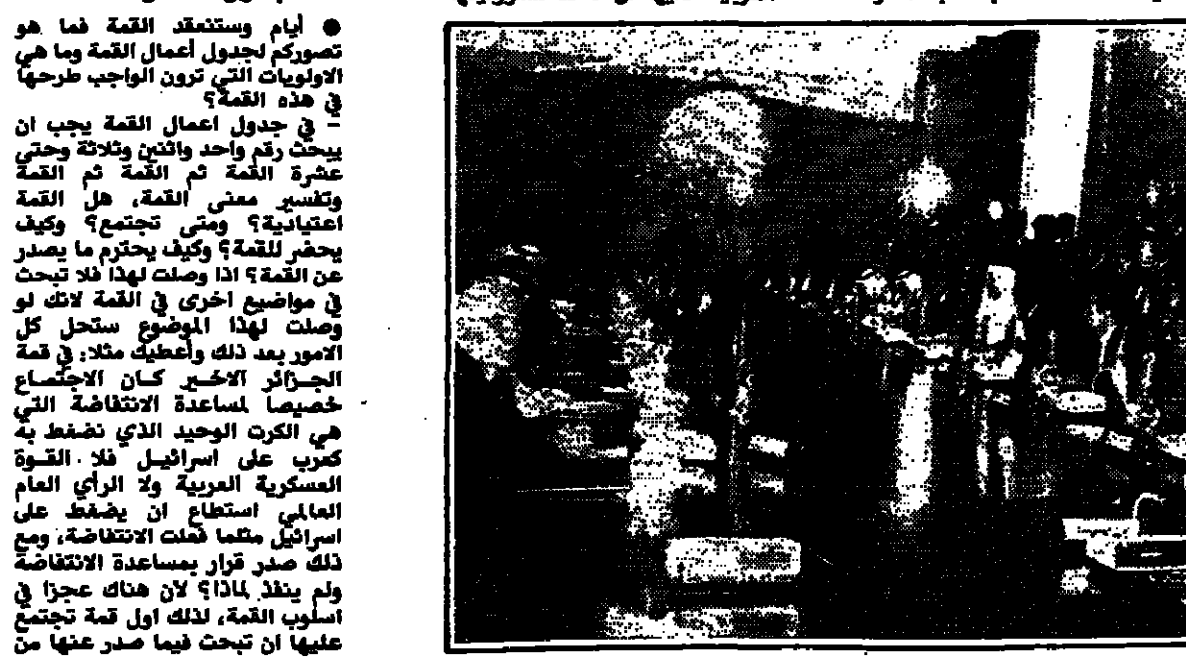 ● أيام وستنعقد القمة فما هو
تصوركم لجدول أعمال القمة وما هي
الاولويات التي ترون الواجب طرحها
في هذه القمة؟
- في جدول اعمال القمة يجب ان
يبحث رقم واحد واثنين وثلاثة وحتى
عشرة القمة ثم القمة ثم القمة
وتفسير معنى القمة، هل القمة
اعتيادية؟ ومتى تجتمع؟ وكيف
يحضر للقمة؟ وكيف يحترم ما يصدر
عن القمة؟ اذا وصلت لهذا فلا تبحث
في مواضيع اخرى في القمة لانك لو
وصلت لهذا الموضوع ستحل كل
الامور بعد ذلك وأعطيك مثلا: في قمة
الجزائر الاخير كان الاجتماع
خصيصا لمساعدة الانتفاضة التي
هي الكرت الوحيد الذي نضغط به
كعرب على اسرائيل فلا القوة
العسكرية العربية ولا الرأي العام
العالمي استطاع ان يضغط على
اسرائيل مثلما فعلت الانتفاضة، ومع
ذلك صدر قرار بمساعدة الانتفاضة
ولم ينفذ لماذا؟ لأن هناك عجزا في
اسلوب القمة، لذلك اول قمة تجتمع
عليها ان تبحث فيما صدر عنها من